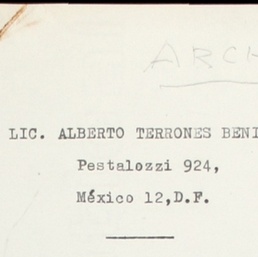 ARCH
LIC. ALBERTO TERRONES BENI
Pestalozzi 924,
México 12,D.F.